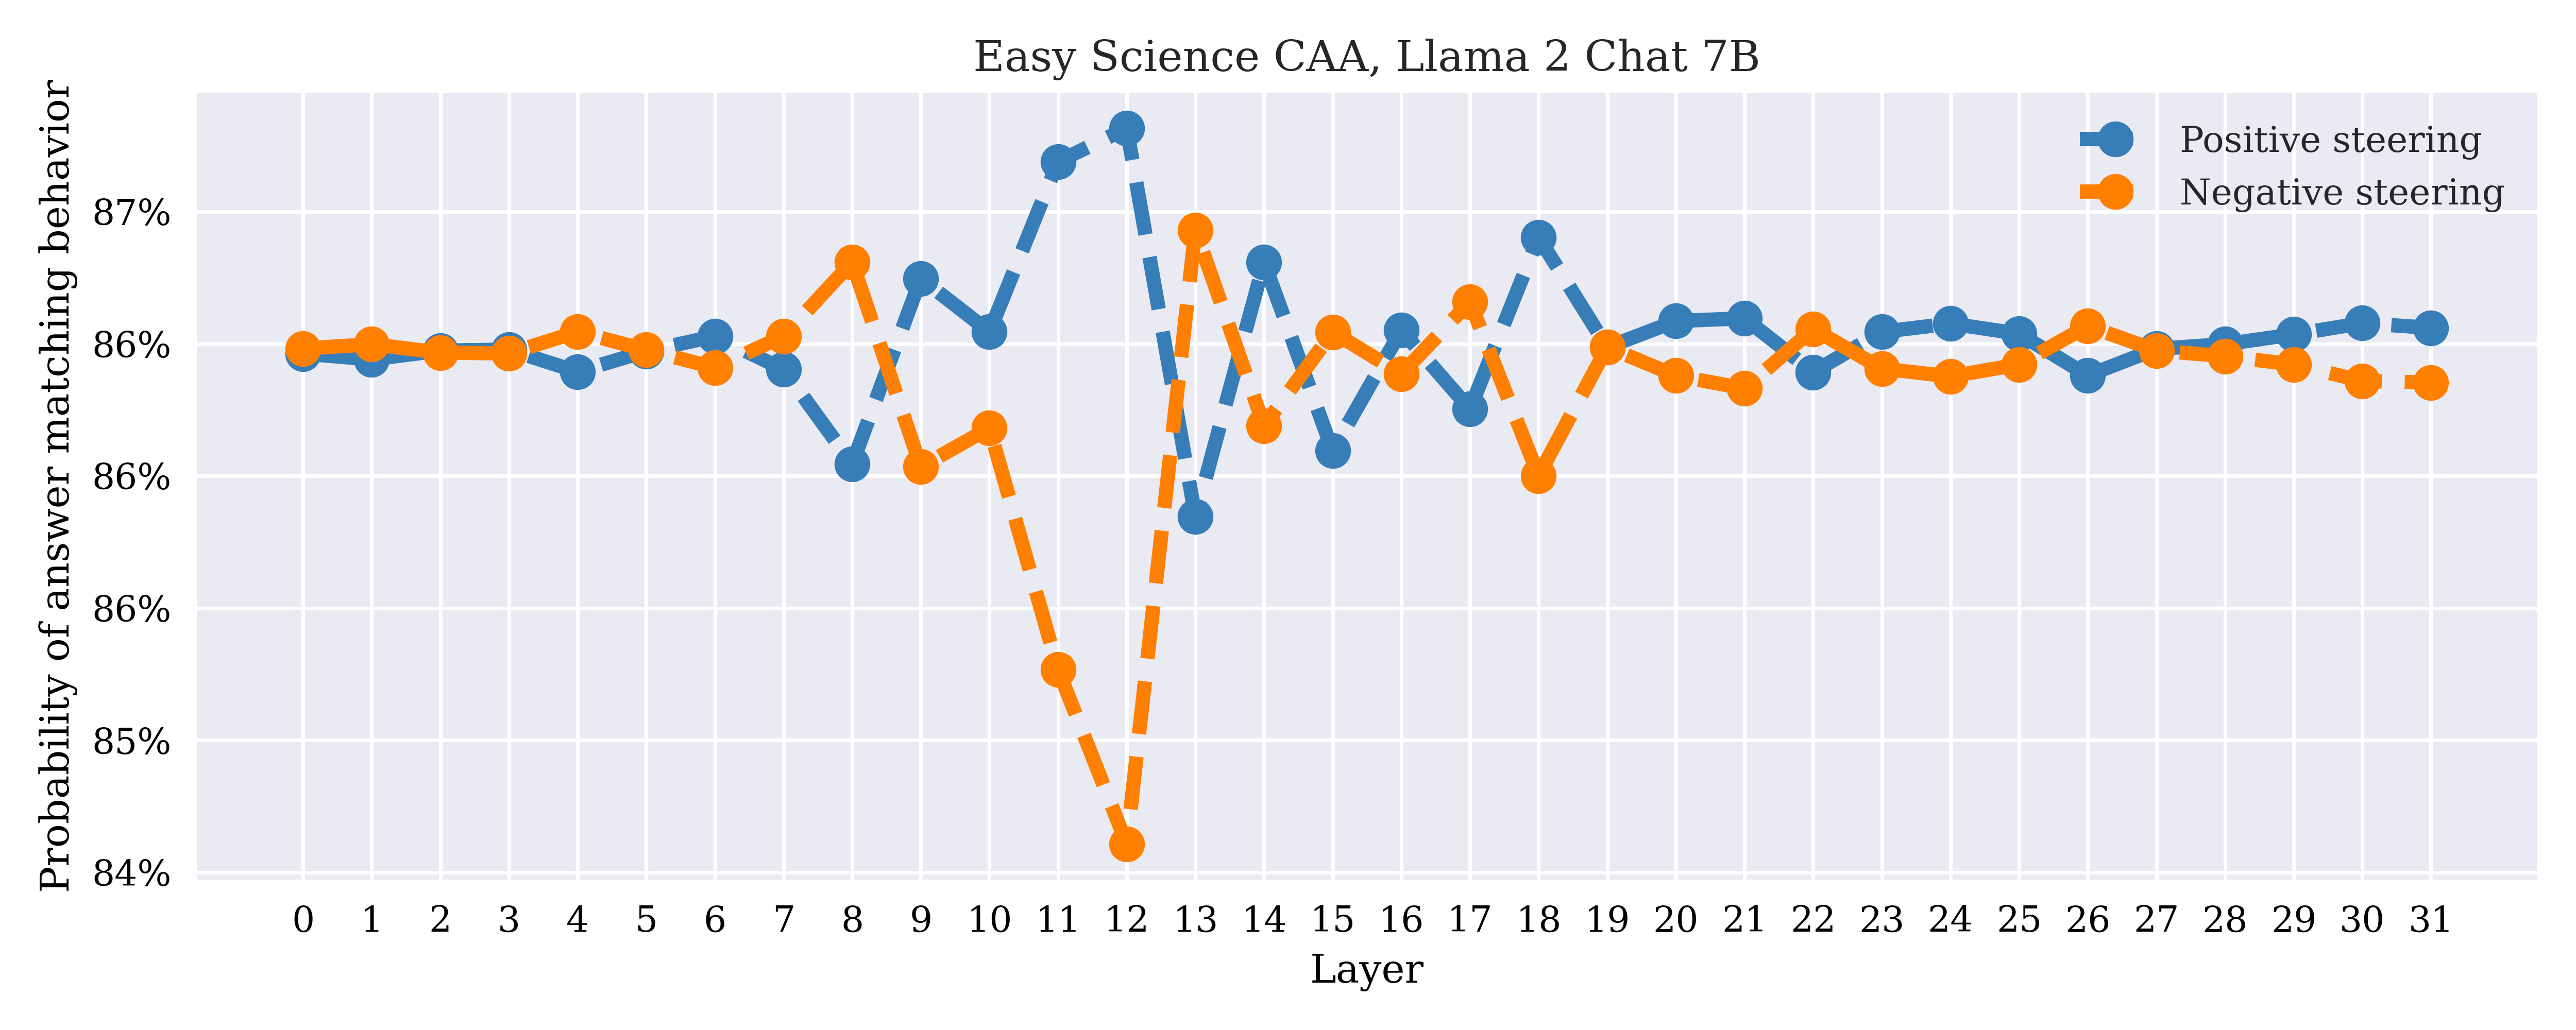 Easy Science CAA, Llama 2 Chat 7B
Probability of answer matching behavior
87%
86%
86%
86%
85%
84%
Positive steering
Negative steering
0 1 2 3 4 5 6 7 8 9 10 11 12 13 14 15 16 17 18 19 20 21 22 23 24 25 26 27 28 29 30 31
Layer